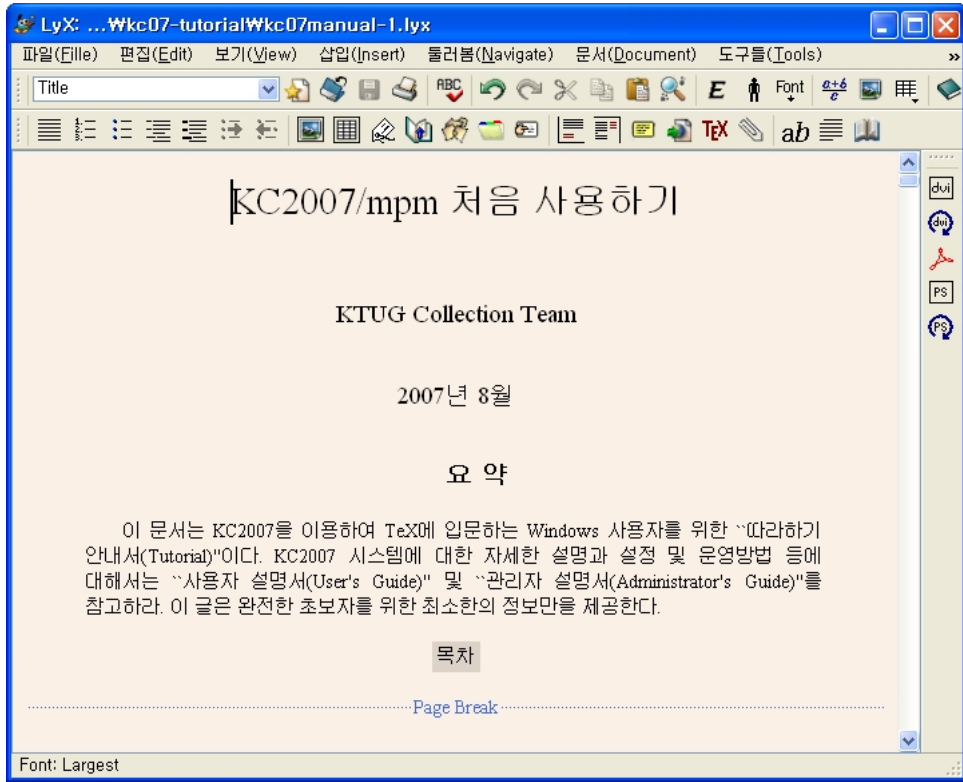 LyX: ...₩kc07-tutorial₩kc07manual-1.lyx
파일(Fille) 편집(Edit) 보기(View) 삽입(Insert) 둘러봄(Navigate) 문서(Document) 도구들(Tools) »
Title ABC E Font a+b c
TEX ab
KC2007/mpm 처음 사용하기
dvi
dvi
PS
PS
KTUG Collection Team
2007년 8월
요 약
이 문서는 KC2007을 이용하여 TeX에 입문하는 Windows 사용자를 위한 ``따라하기
안내서(Tutorial)"이다. KC2007 시스템에 대한 자세한 설명과 설정 및 운영방법 등에
대해서는 ``사용자 설명서(User's Guide)" 및 ``관리자 설명서(Administrator's Guide)"를
참고하라. 이 글은 완전한 초보자를 위한 최소한의 정보만을 제공한다.
목차
Page Break
Font: Largest